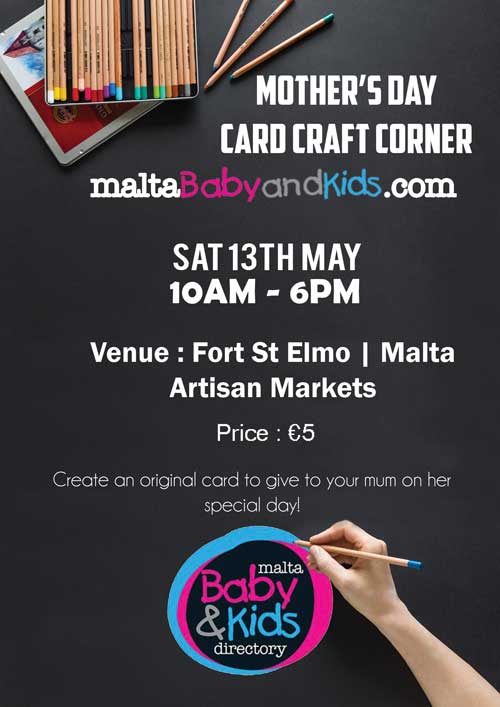 MOTHER'S DAY
CARD CRAFT CORNER
maltaBabyandKids.com
SAT 13TH MAY
10AM - 6PM
Venue : Fort St Elmo | Malta
Artisan Markets
Price : €5
Create an original card to give to your mum on her
special day!
malta
Baby
&Kids
directory